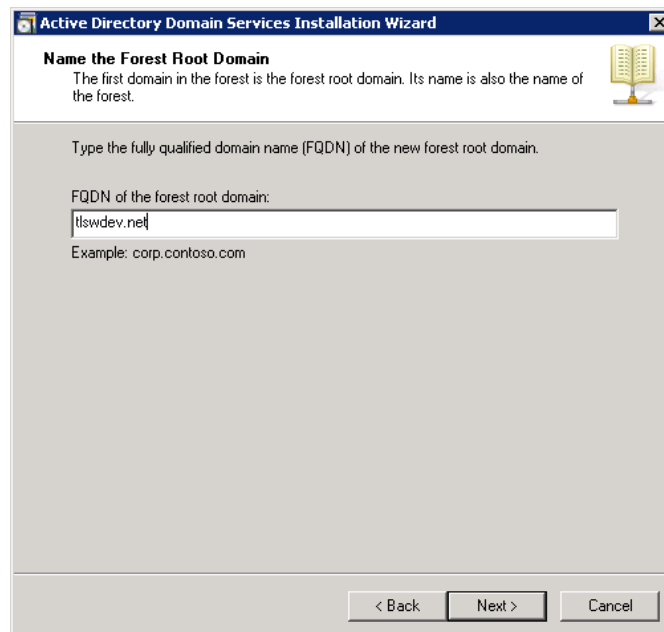 Active Directory Domain Services Installation Wizard
Name the Forest Root Domain
The first domain in the forest is the forest root domain. Its name is also the name of
the forest.
Type the fully qualified domain name (FQDN) of the new forest root domain.
FQDN of the forest root domain:
tlswdev.net
Example: corp.contoso.com
< Back
Next >
Cancel